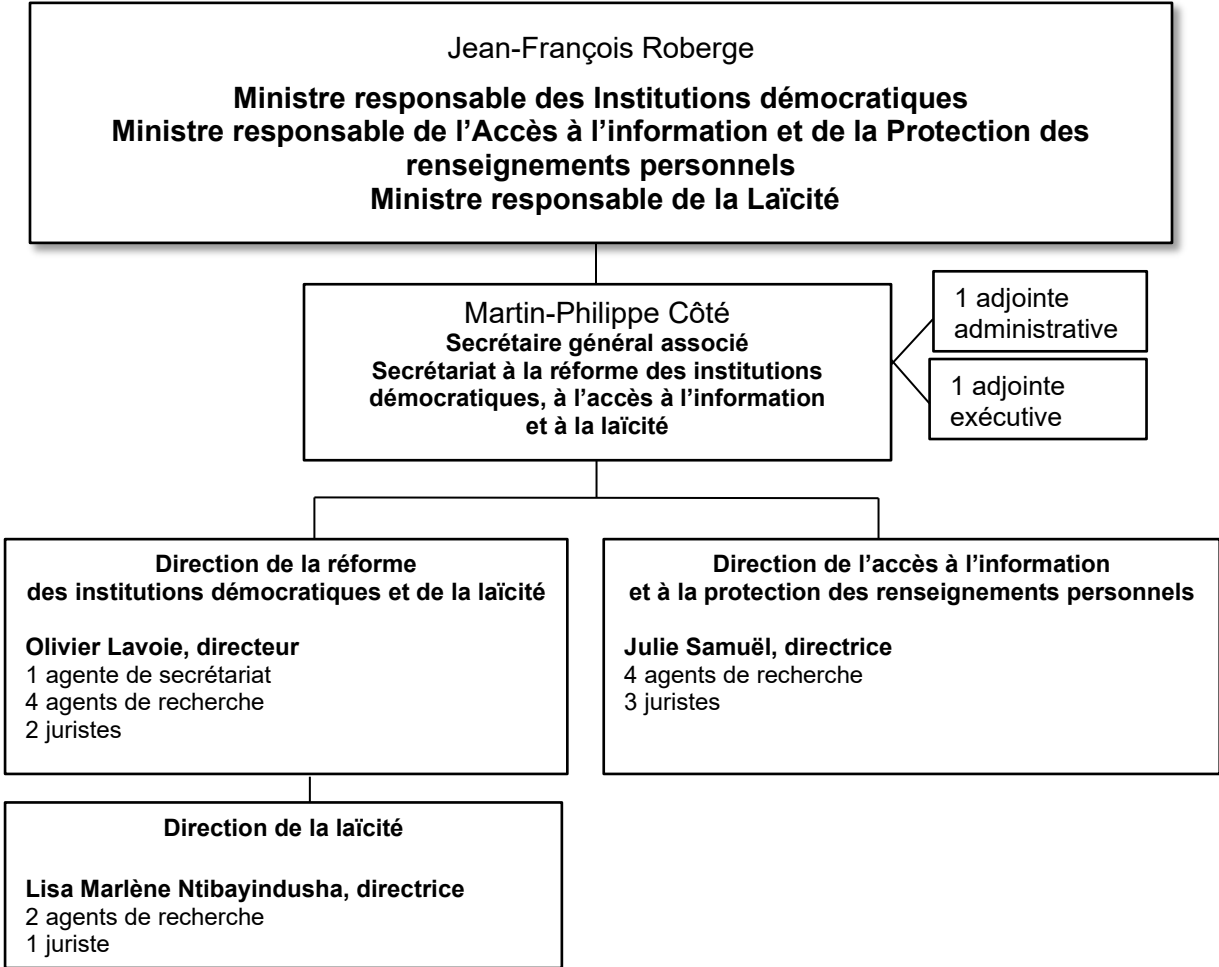 Jean-François Roberge
Ministre responsable des Institutions démocratiques
Ministre responsable de l’Accès à l’information et de la Protection des
renseignements personnels
Ministre responsable de la Laïcité
Martin-Philippe Côté
Secrétaire général associé
Secrétariat à la réforme des institutions
démocratiques, à l’accès à l’information
et à la laïcité
1 adjointe
administrative
1 adjointe
exécutive
Direction de la réforme
des institutions démocratiques et de la laïcité
Olivier Lavoie, directeur
1 agente de secrétariat
4 agents de recherche
2 juristes
Direction de l’accès à l’information
et à la protection des renseignements personnels
Julie Samuël, directrice
4 agents de recherche
3 juristes
Direction de la laïcité
Lisa Marlène Ntibayindusha, directrice
2 agents de recherche
1 juriste